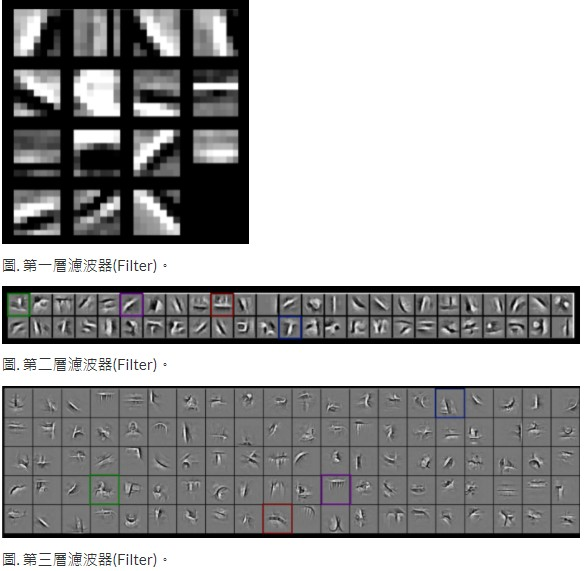 圖. 第一層濾波器(Filter)。
圖. 第二層濾波器(Filter)。
圖. 第三層濾波器(Filter)。